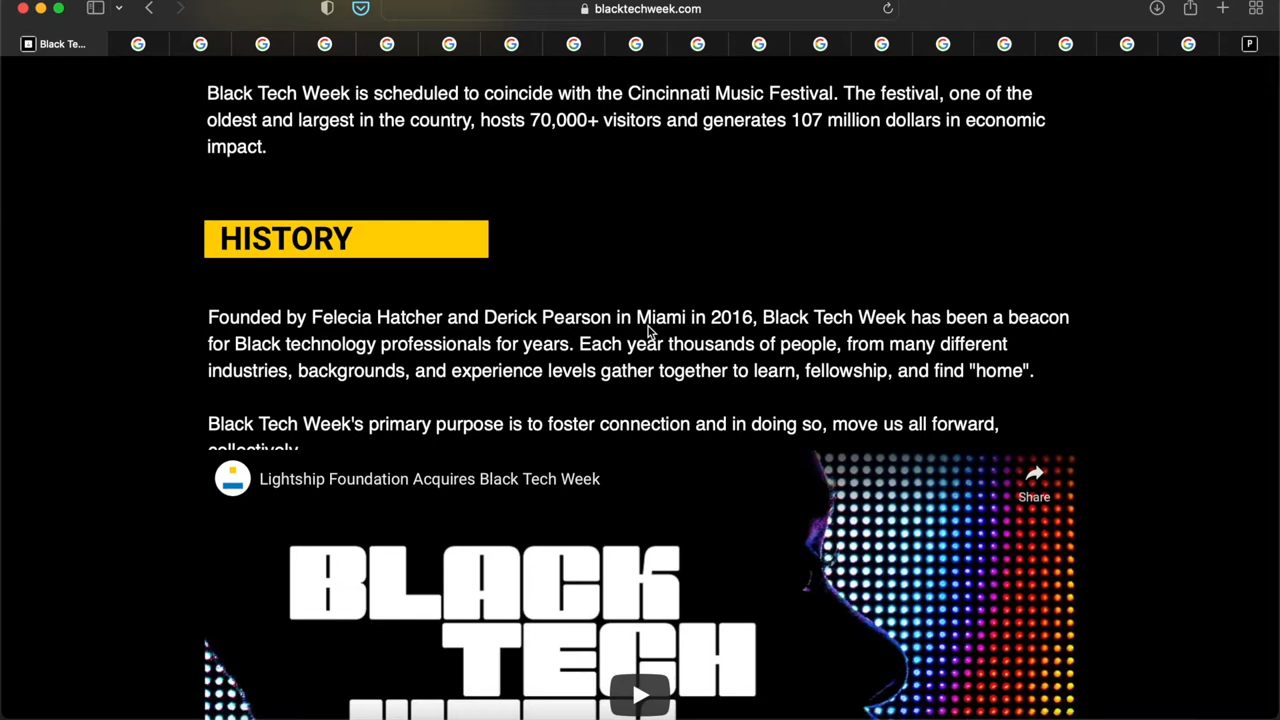 blacktechweek.com
Black Te...
P
Black Tech Week is scheduled to coincide with the Cincinnati Music Festival. The festival, one of the
oldest and largest in the country, hosts 70,000+ visitors and generates 107 million dollars in economic
impact.
HISTORY
Founded by Felecia Hatcher and Derick Pearson in Miami in 2016, Black Tech Week has been a beacon
for Black technology professionals for years. Each year thousands of people, from many different
industries, backgrounds, and experience levels gather together to learn, fellowship, and find "home".
Black Tech Week's primary purpose is to foster connection and in doing so, move us all forward,
collectively
Lightship Foundation Acquires Black Tech Week
Share
BLACK
TECH